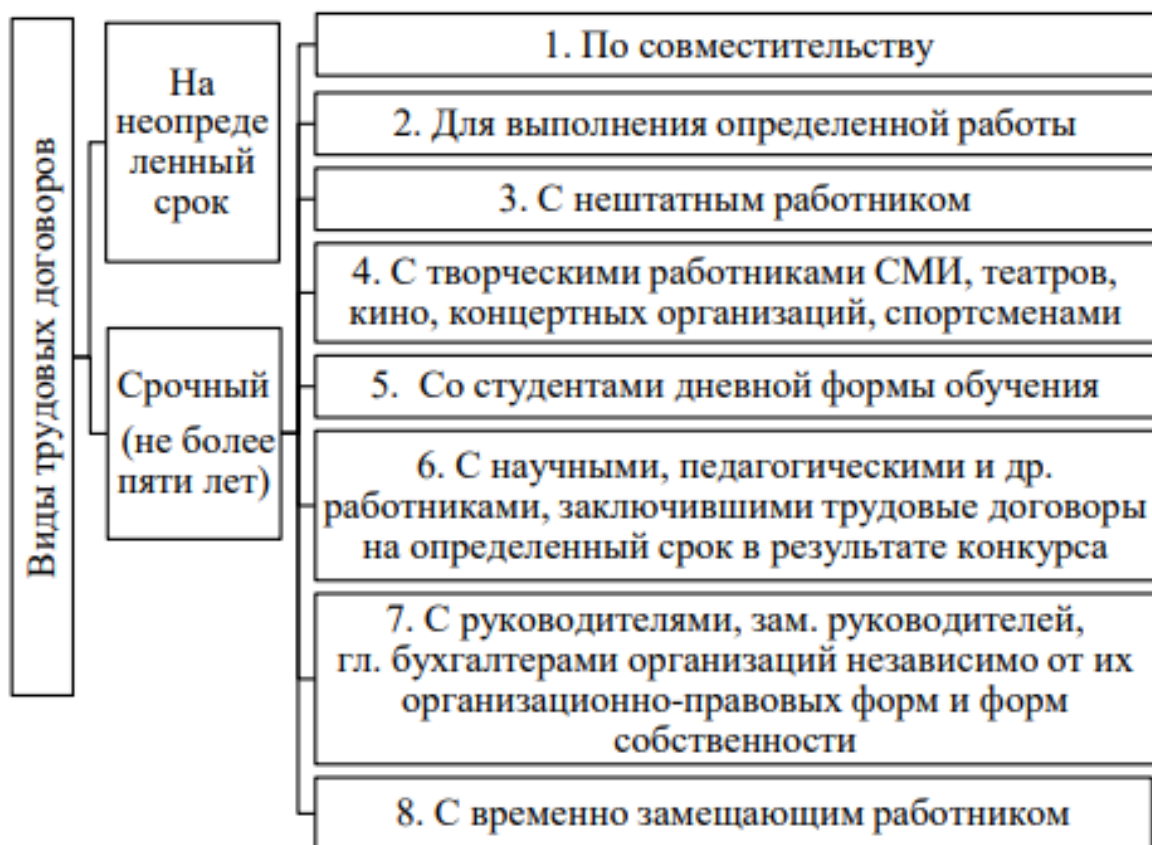 Виды трудовых договоров
На
неопреде
ленный
срок
Срочный
(не более
пяти лет)
1. По совместительству
2. Для выполнения определенной работы
3. С нештатным работником
4. С творческими работниками СМИ, театров,
кино, концертных организаций, спортсменами
5. Со студентами дневной формы обучения
6. С научными, педагогическими и др.
работниками, заключившими трудовые договоры
на определенный срок в результате конкурса
7. С руководителями, зам. руководителей,
гл. бухгалтерами организаций независимо от их
организационно-правовых форм и форм
собственности
8. С временно замещающим работником